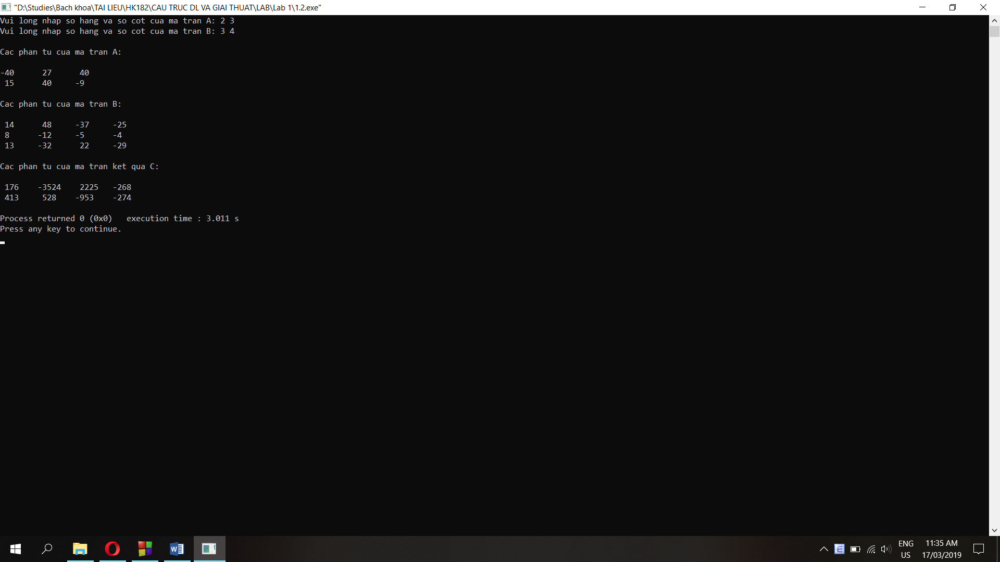 "D:\Studies\Bach khoa\TAI LIEU\HK182\CAU TRUC DL VA GIAI THUAT\LAB\Lab 1\1.2.exe"
Vui long nhap so hang va so cot cua ma tran A: 2 3
Vui long nhap so hang va so cot cua ma tran B: 3 4
Cac phan tu cua ma tran A:
-40 27 40
15 40 -9
Cac phan tu cua ma tran B:
14 48 -37 -25
8 -12 -5 -4
13 -32 22 -29
Cac phan tu cua ma tran ket qua C:
176 -3524 2225 -268
413 528 -953 -274
Process returned 0 (0x0) execution time : 3.011 s
Press any key to continue.
ENG 11:35 AM
US 17/03/2019